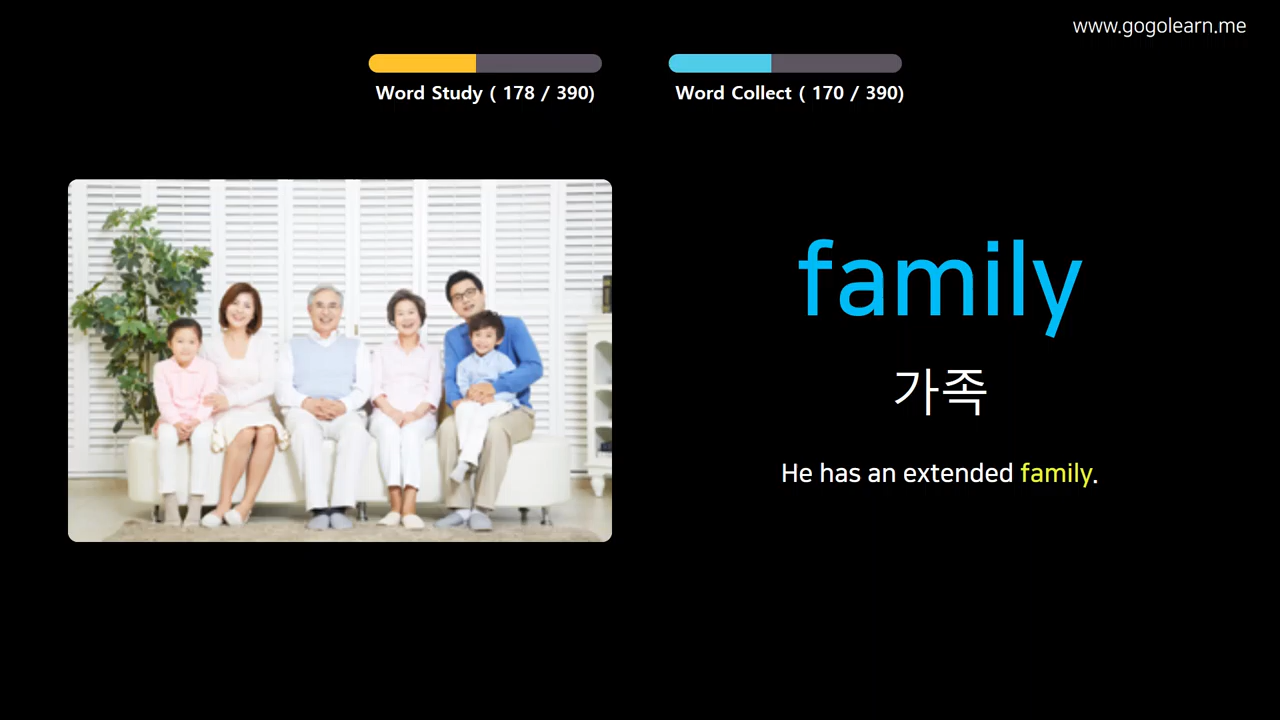 www.gogolearn.me
Word Study ( 178 / 390)
Word Collect ( 170 / 390)
family
가족
He has an extended family.